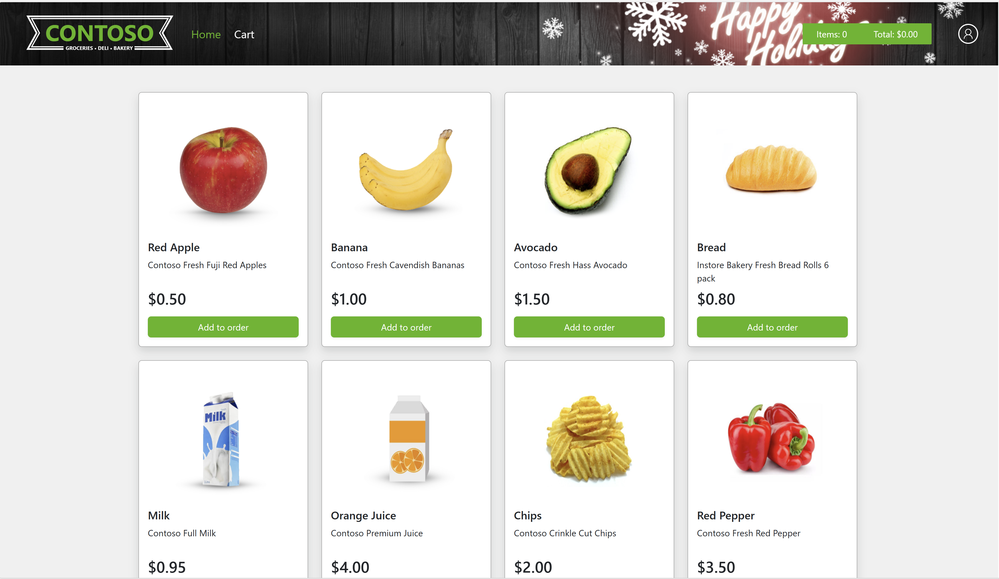 CONTOSO
GROCERIES • DELI • BAKERY
Home
Cart
Happy
Holiday
Items: 0
Total: $0.00
Red Apple
Contoso Fresh Fuji Red Apples
$0.50
Add to order
Banana
Contoso Fresh Cavendish Bananas
$1.00
Add to order
Avocado
Contoso Fresh Hass Avocado
$1.50
Add to order
Bread
Instore Bakery Fresh Bread Rolls 6
pack
$0.80
Add to order
Milk
Milk
Contoso Full Milk
$0.95
Orange Juice
Contoso Premium Juice
$4.00
Chips
Contoso Crinkle Cut Chips
$2.00
Red Pepper
Contoso Fresh Red Pepper
$3.50